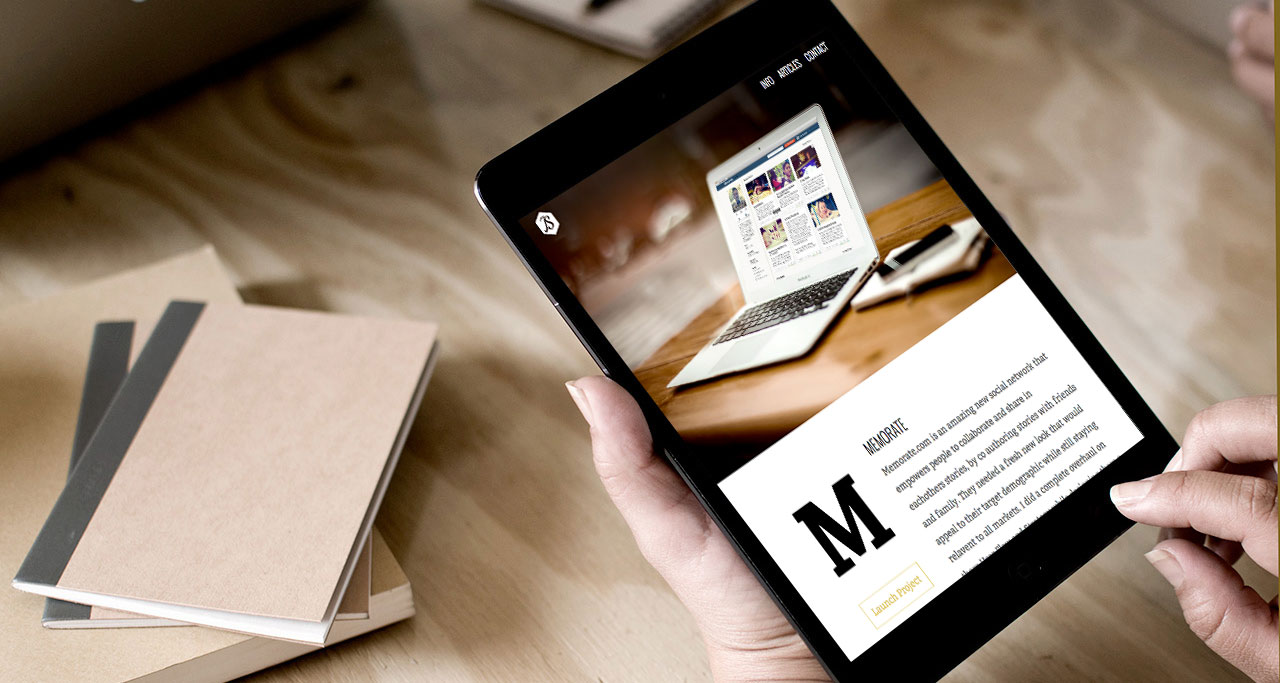 INFO ARTICLES CONTACT
JS
MEMORATE
Memorate.com is an amazing new social network that
empowers people to collaborate and share in
eachothers stories, by co authoring stories with friends
and family. They needed a fresh new look that would
appeal to their target demographic while still staying
relavent to all markets. I did a complete overhaul on
M
Launch Project